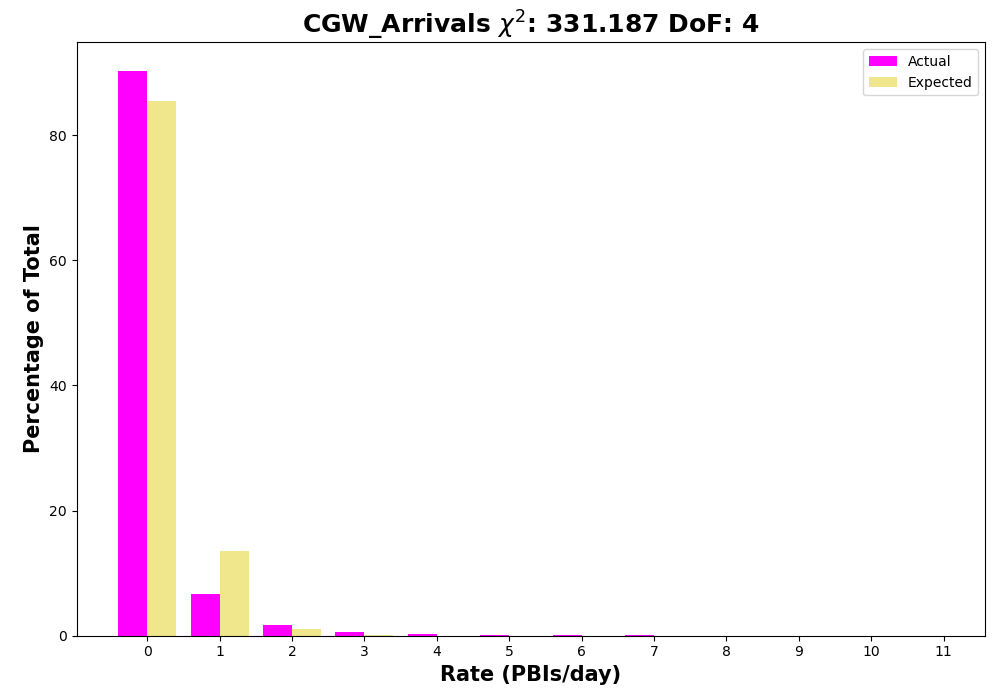 CGW_Arrivals χ²: 331.187 DoF: 4
Actual
Expected
Percentage of Total
80
60
40
20
0
0 1 2 3 4 5 6 7 8 9 10 11
Rate (PBIs/day)